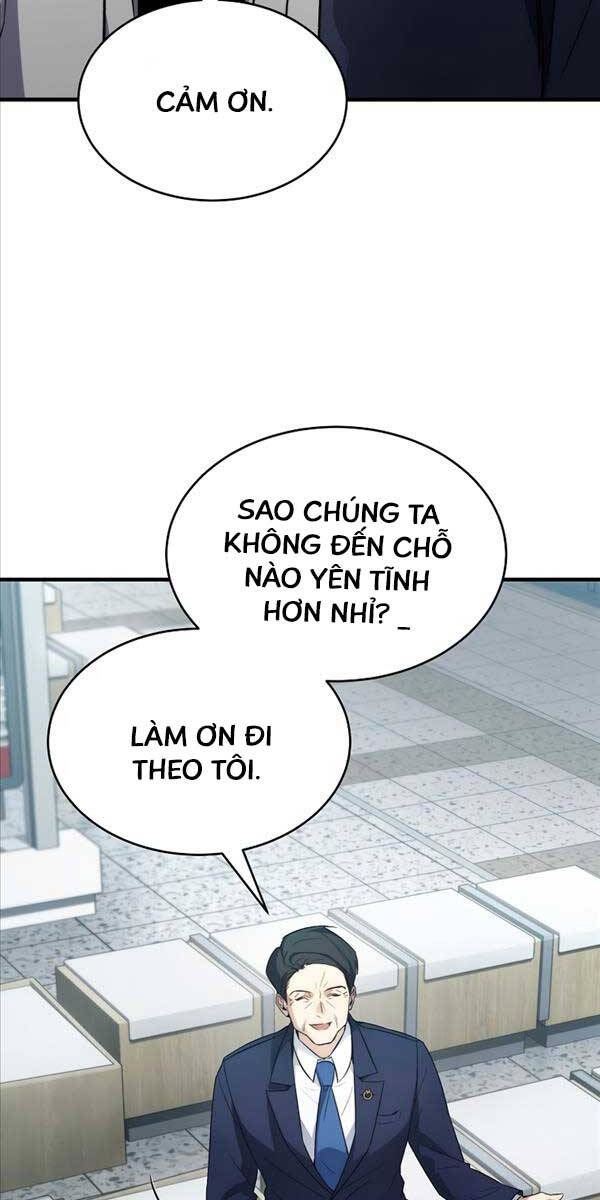 CẢM ƠN.
SAO CHÚNG TA
KHÔNG ĐẾN CHỖ
NÀO YÊN TĨNH
HƠN NHỈ?
LÀM ƠN ĐI
THEO TÔI.